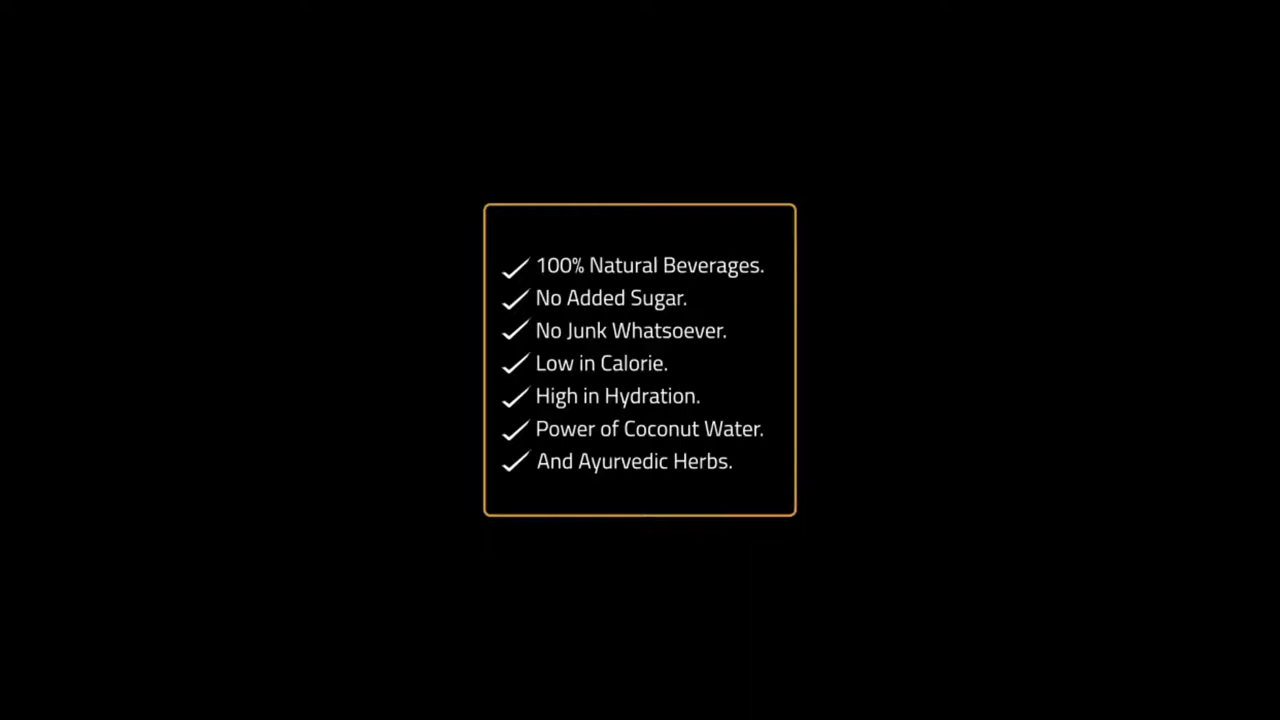 100% Natural Beverages.
No Added Sugar.
No Junk Whatsoever.
Low in Calorie.
High in Hydration.
Power of Coconut Water.
And Ayurvedic Herbs.